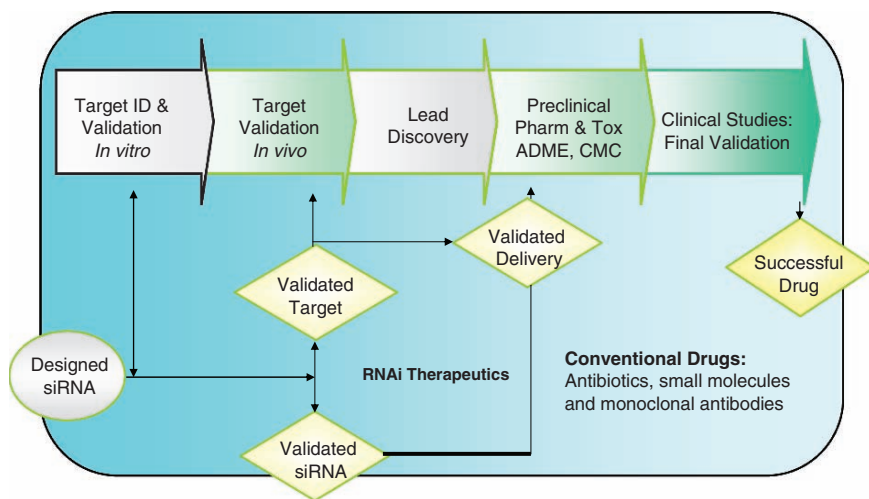 Target ID &
Validation
In vitro
Target
Validation
In vivo
Lead
Discovery
Preclinical
Pharm & Tox
ADME, CMC
Clinical Studies:
Final Validation
Validated
Delivery
Successful
Drug
Validated
Target
Designed
siRNA
RNAi Therapeutics
Conventional Drugs:
Antibiotics, small molecules
and monoclonal antibodies
Validated
siRNA